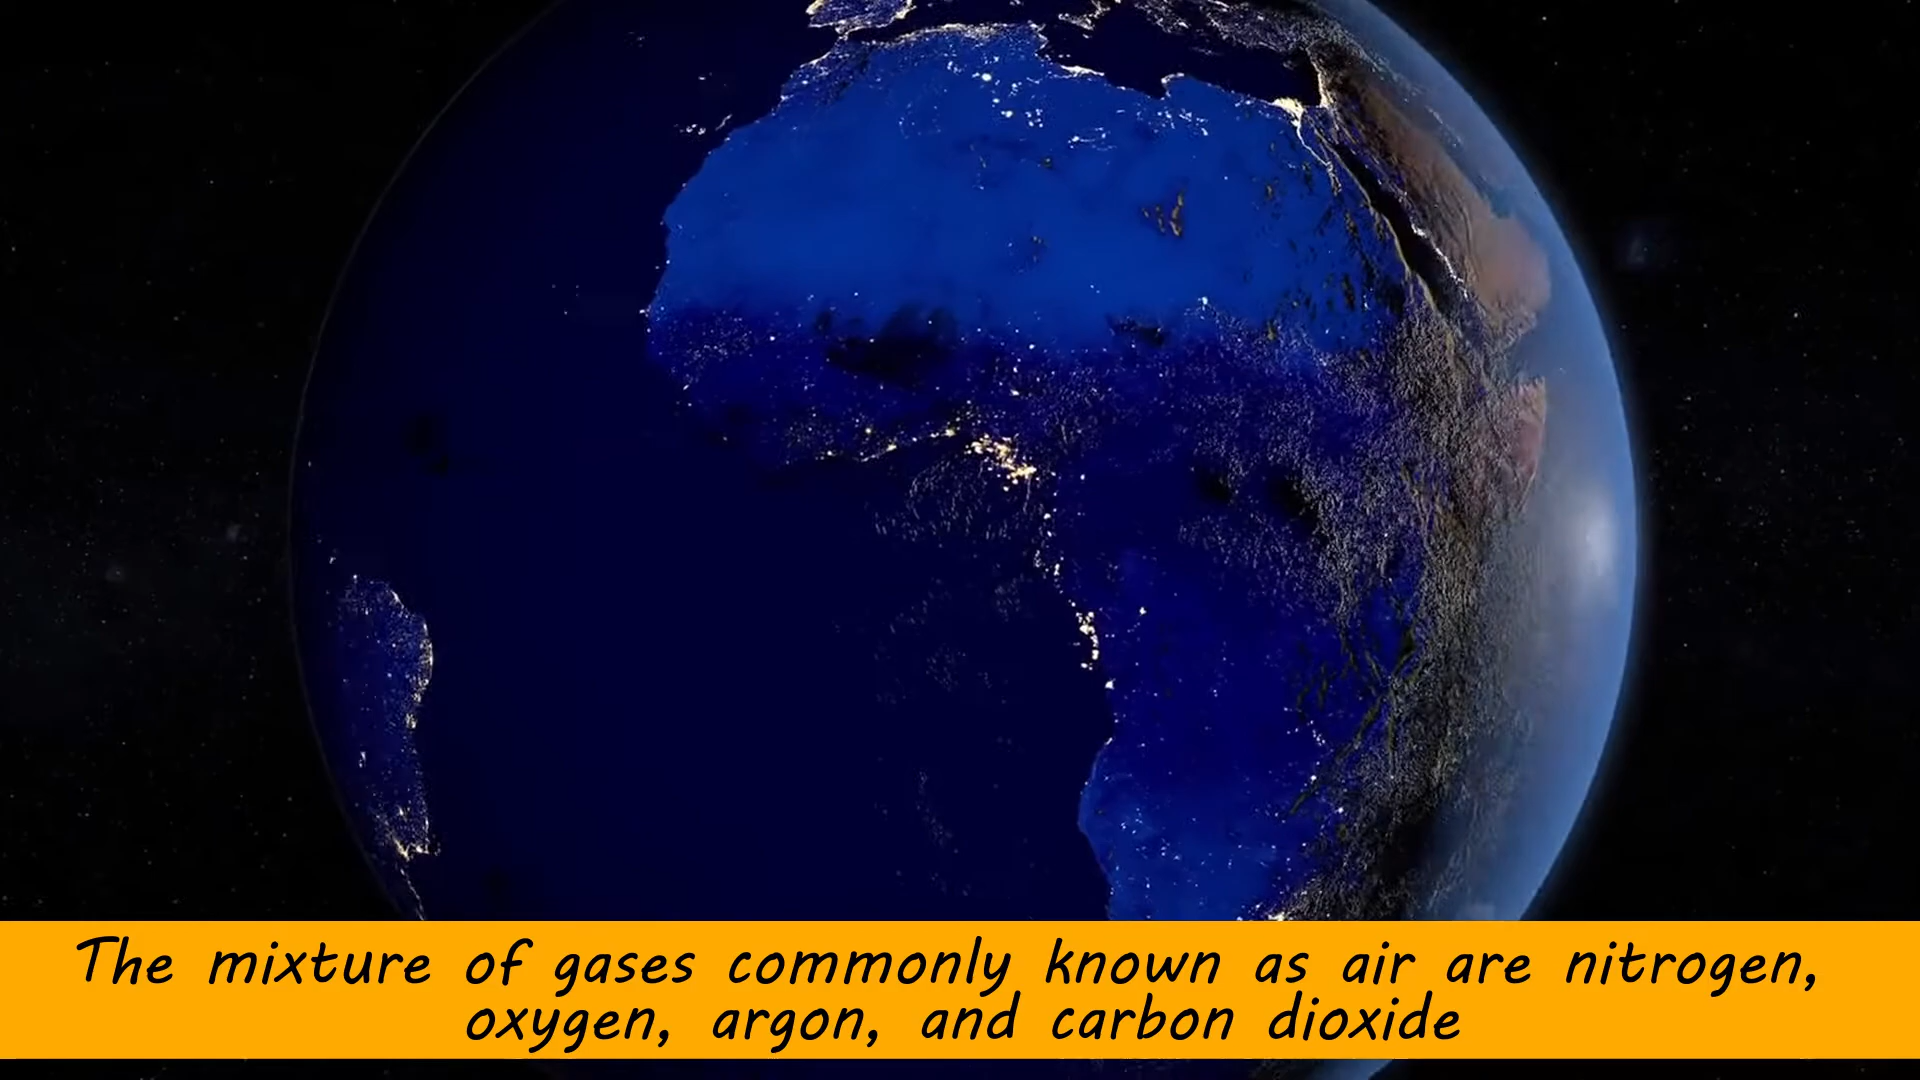 The mixture of gases commonly known as air are nitrogen,
oxygen, argon, and carbon dioxide